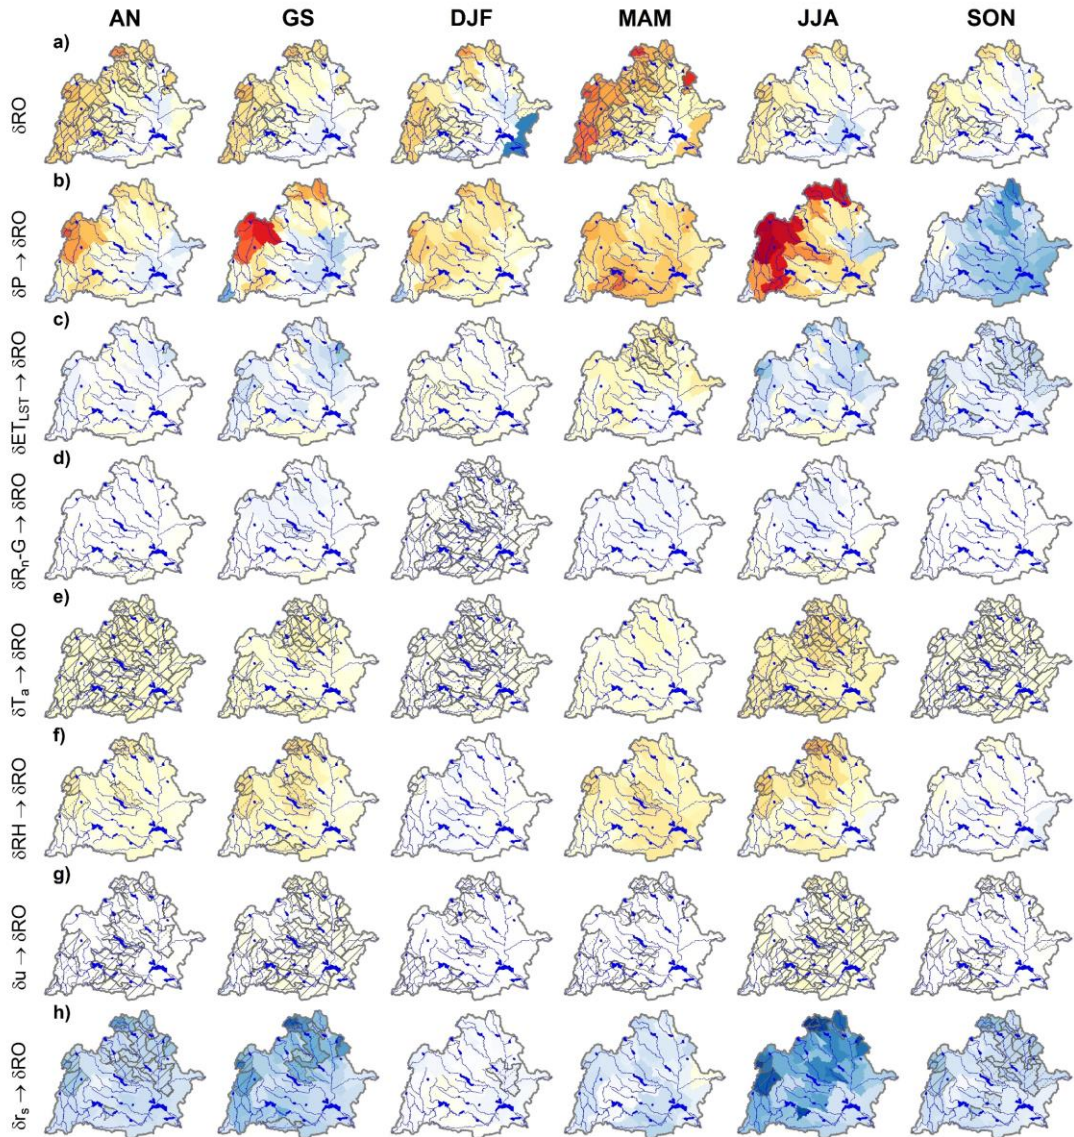 AN GS DJF MAM JJA SON
a)
δRO
b)
δP → δRO
c)
δET_LST → δRO
d)
δR_n-G → δRO
e)
δT_a → δRO
f)
δRH → δRO
g)
δu → δRO
h)
δr_s → δRO